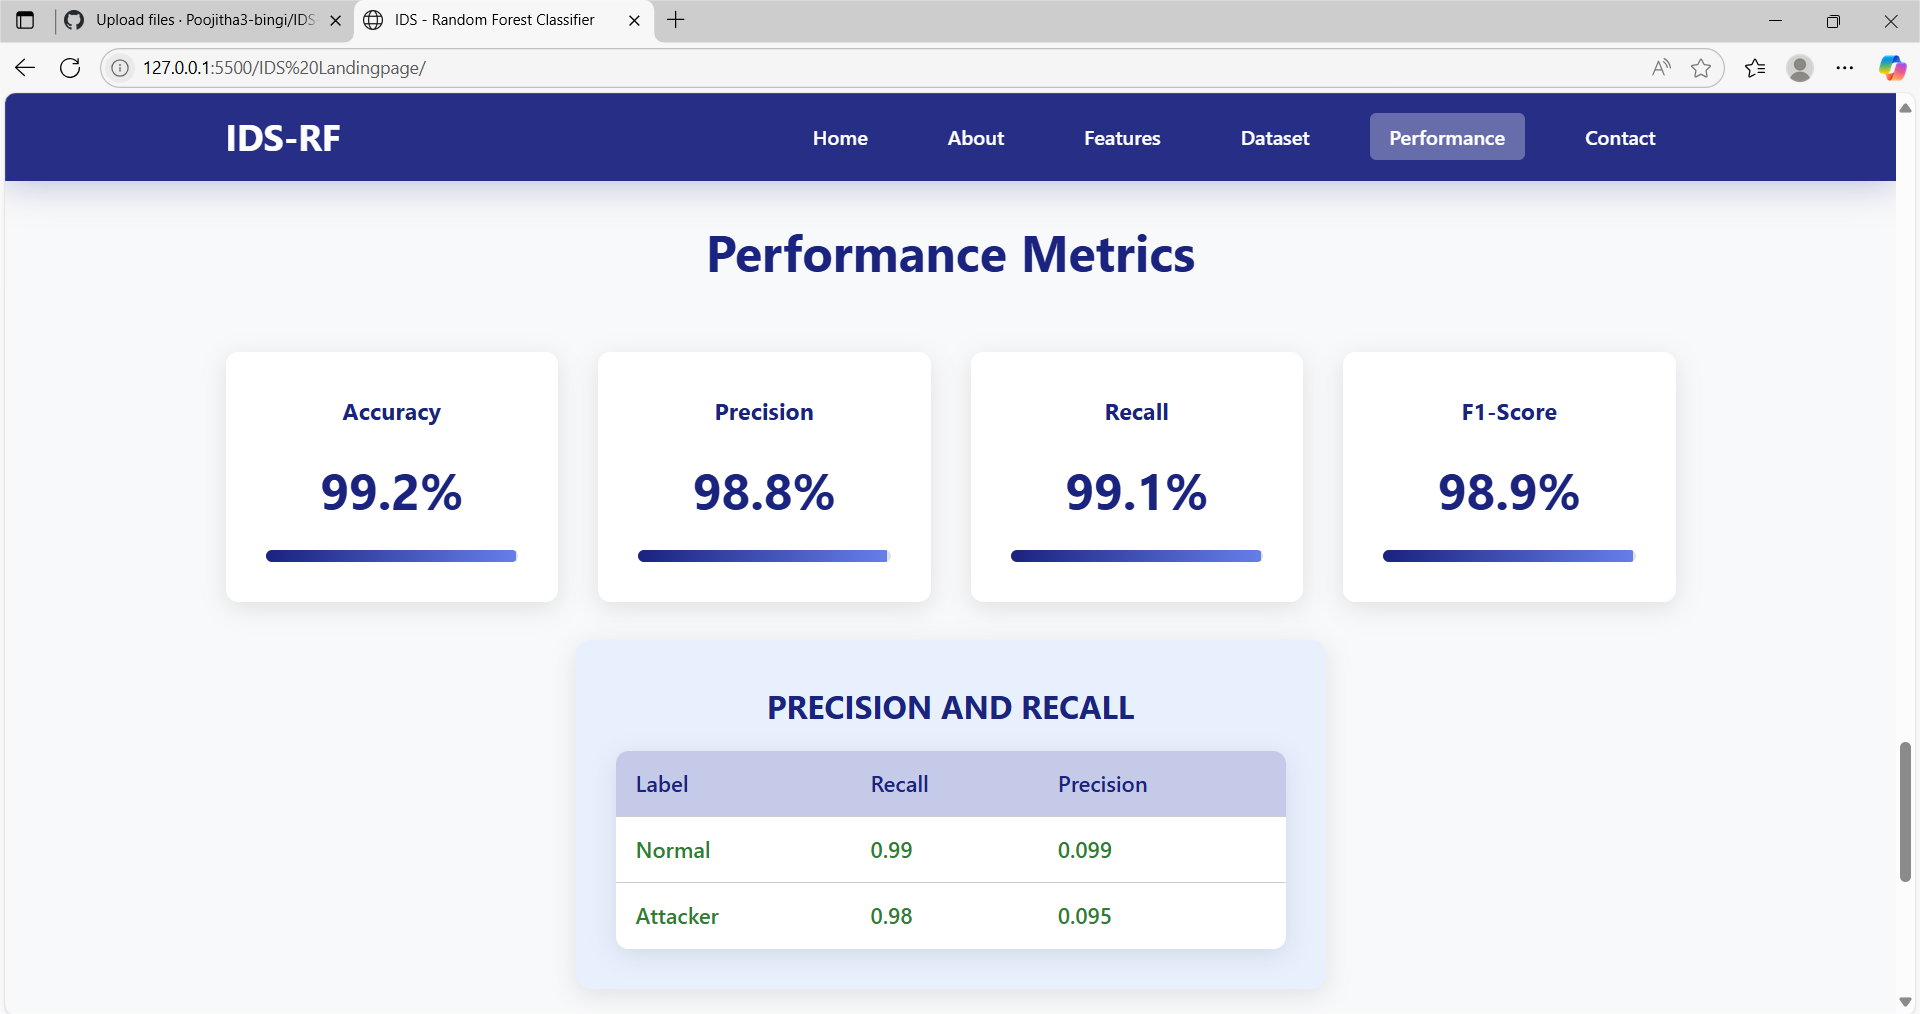 Upload files · Poojitha3-bingi/IDS
IDS - Random Forest Classifier
127.0.0.1:5500/IDS%20Landingpage/
IDS-RF
Home
About
Features
Dataset
Performance
Contact
Performance Metrics
Accuracy
Precision
Recall
F1-Score
99.2%
98.8%
99.1%
98.9%
PRECISION AND RECALL
Label Recall Precision
Normal 0.99 0.099
Attacker 0.98 0.095